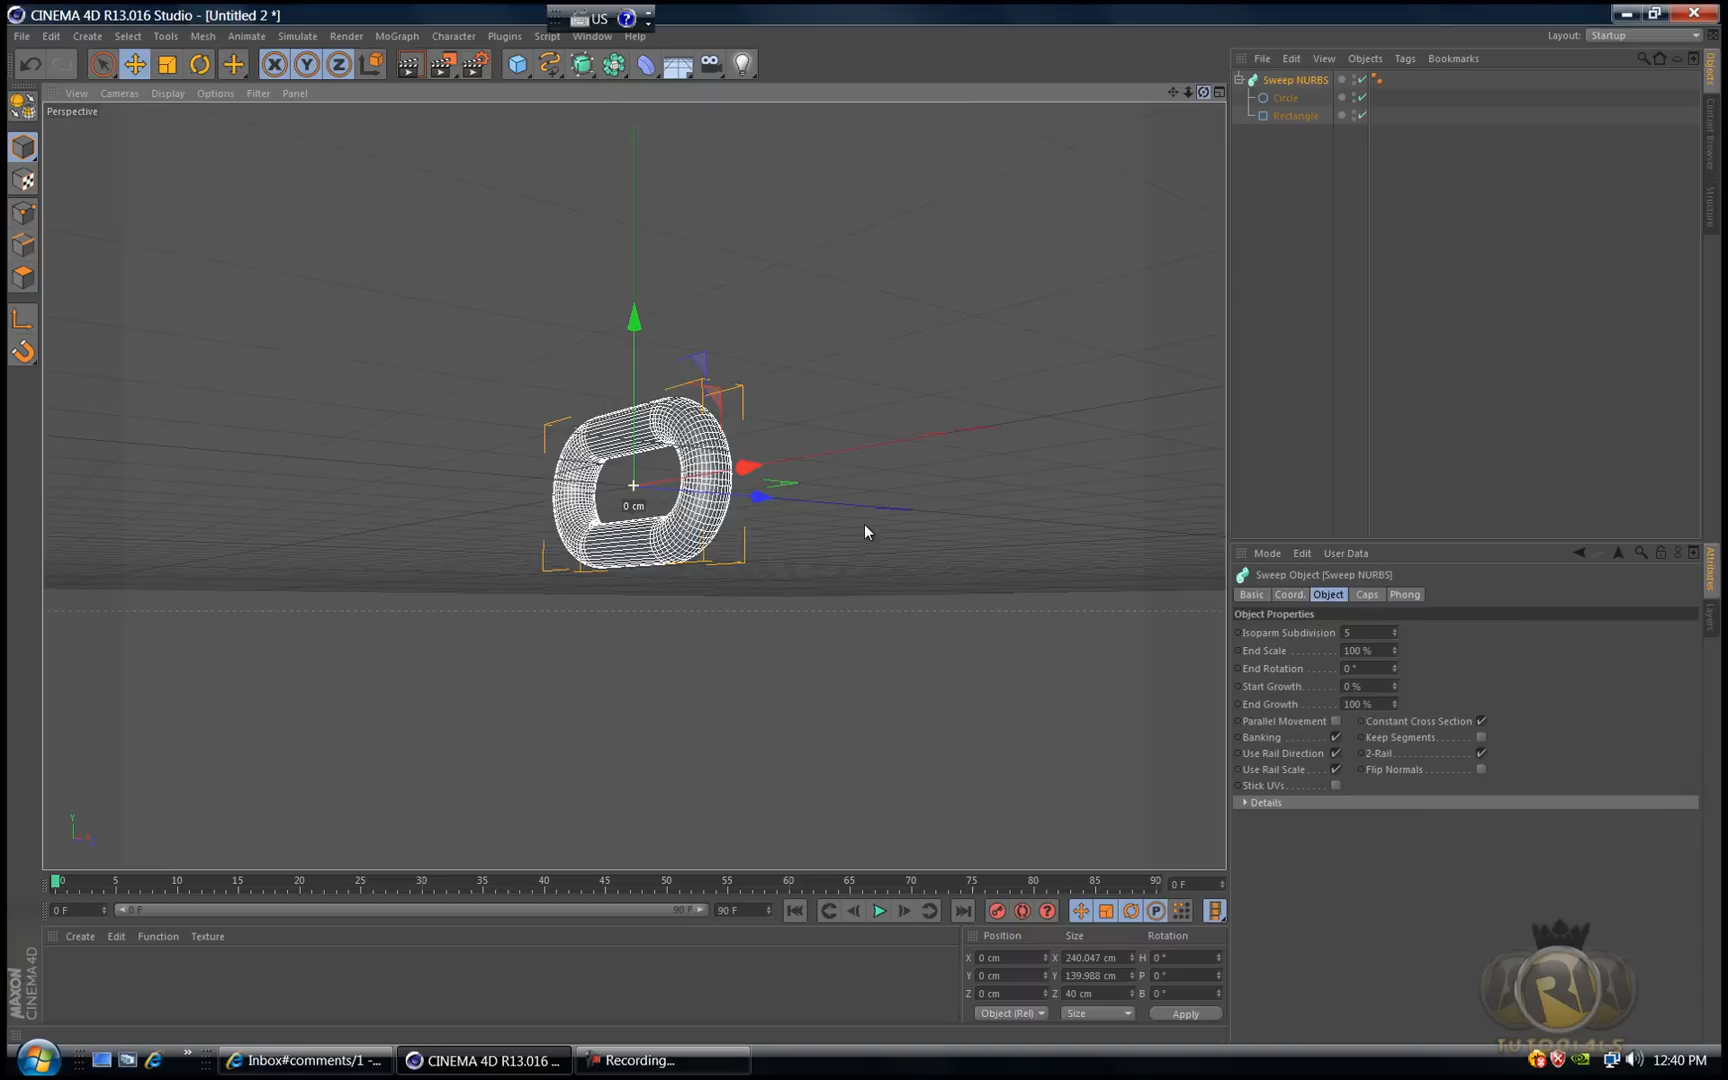 CINEMA 4D R13.016 Studio - [Untitled 2 *]
US
File Edit Create Select Tools Mesh Animate Simulate Render MoGraph Character Plugins Script Window Help
Layout: Startup
View Cameras Display Options Filter Panel
Perspective
0 cm
Y
File Edit View Objects Tags Bookmarks
Sweep NURBS
Circle
Rectangle
Objects
Content Browser
Structure
Mode Edit User Data
Sweep Object [Sweep NURBS]
Basic Coord. Object Caps Phong
Object Properties
Isoparm Subdivision 5
End Scale 100 %
End Rotation 0 °
Start Growth 0 %
End Growth 100 %
Parallel Movement Constant Cross Section
Banking Keep Segments
Use Rail Direction 2-Rail
Use Rail Scale Flip Normals
Stick UVs
Details
Attributes
Layers
0 5 10 15 20 25 30 35 40 45 50 55 60 65 70 75 80 85 90 0 F
0 F 0 F 90 F 90 F
Create Edit Function Texture
Position Size Rotation
X 0 cm X 240.047 cm H 0 °
Y 0 cm Y 139.988 cm P 0 °
Z 0 cm Z 40 cm B 0 °
Object (Rel) Size Apply
MAXON
CINEMA 4D
TUTORIALS
Inbox#comments/1 -...
CINEMA 4D R13.016 ...
Recording...
12:40 PM